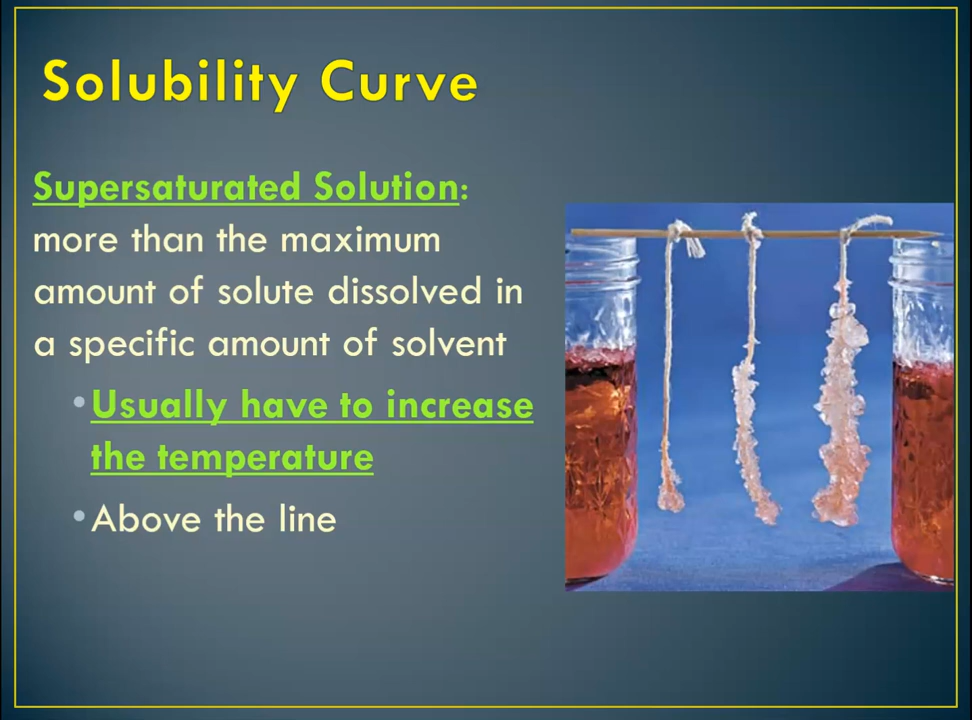 Solubility Curve
Supersaturated Solution:
more than the maximum
amount of solute dissolved in
a specific amount of solvent
•Usually have to increase
the temperature
•Above the line